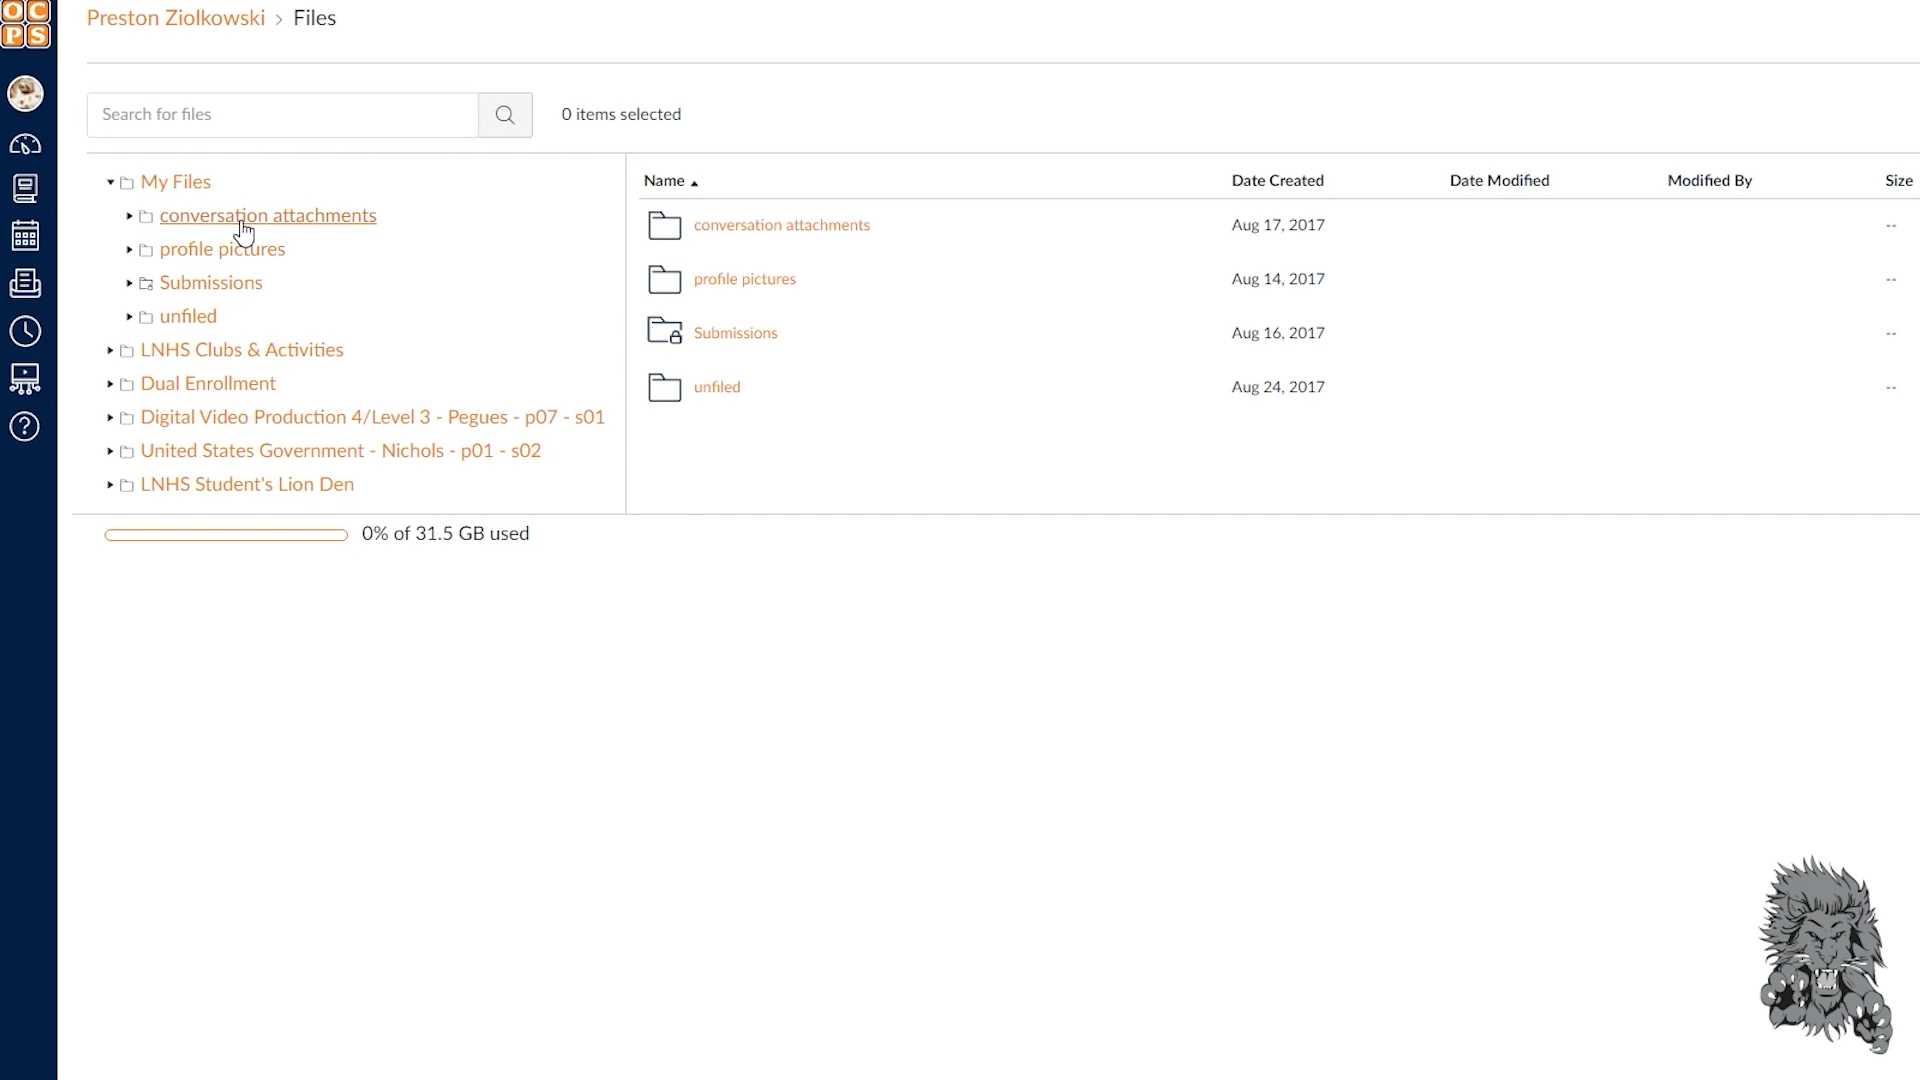 OC
PS
Preston Ziolkowski > Files
Search for files
0 items selected
My Files
conversation attachments
profile pictures
Submissions
unfiled
LNHS Clubs & Activities
Dual Enrollment
Digital Video Production 4/Level 3 - Pegues - p07 - s01
United States Government - Nichols - p01 - s02
LNHS Student's Lion Den
0% of 31.5 GB used
Name Date Created Date Modified Modified By Size
conversation attachments Aug 17, 2017 --
profile pictures Aug 14, 2017 --
Submissions Aug 16, 2017 --
unfiled Aug 24, 2017 --